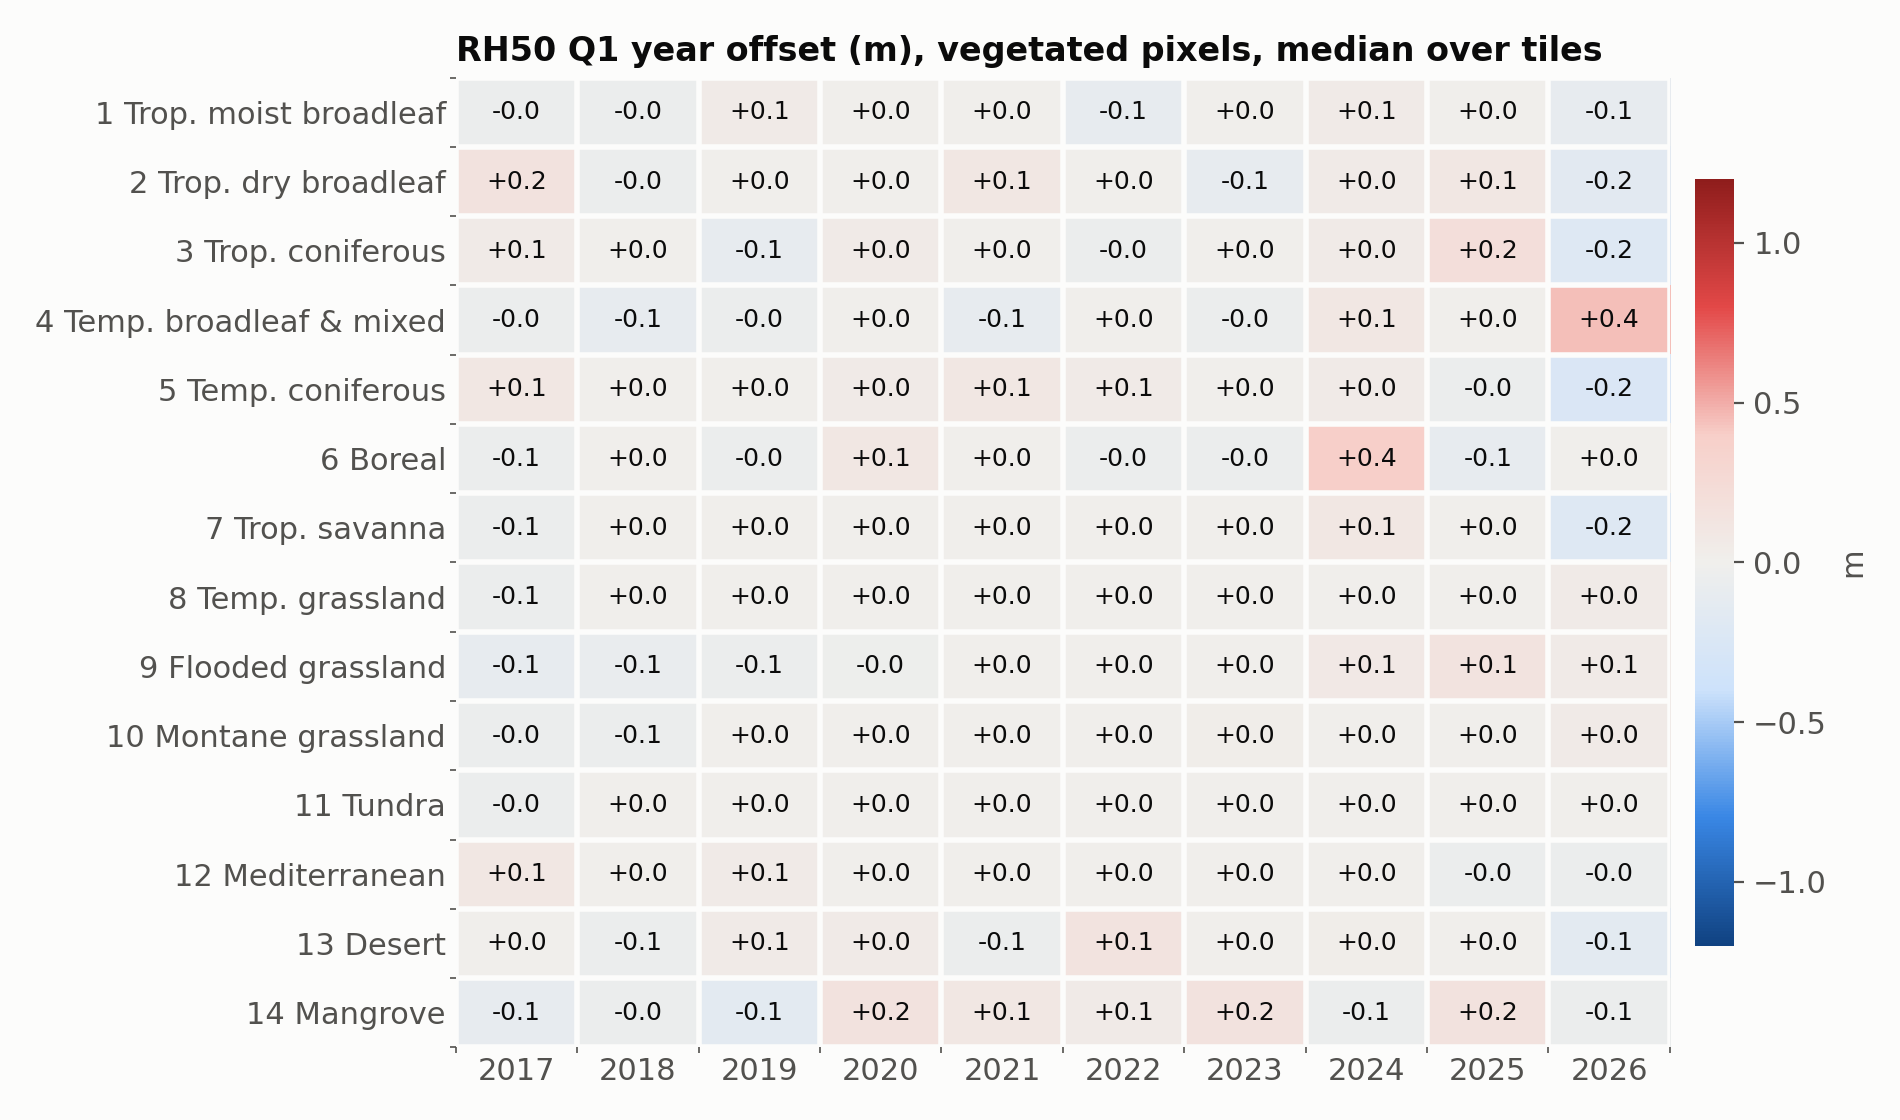 RH50 Q1 year offset (m), vegetated pixels, median over tiles
1 Trop. moist broadleaf -0.0 -0.0 +0.1 +0.0 +0.0 -0.1 +0.0 +0.1 +0.0 -0.1
2 Trop. dry broadleaf +0.2 -0.0 +0.0 +0.0 +0.1 +0.0 -0.1 +0.0 +0.1 -0.2
3 Trop. coniferous +0.1 +0.0 -0.1 +0.0 +0.0 -0.0 +0.0 +0.0 +0.2 -0.2
4 Temp. broadleaf & mixed -0.0 -0.1 -0.0 +0.0 -0.1 +0.0 -0.0 +0.1 +0.0 +0.4
5 Temp. coniferous +0.1 +0.0 +0.0 +0.0 +0.1 +0.1 +0.0 +0.0 -0.0 -0.2
6 Boreal -0.1 +0.0 -0.0 +0.1 +0.0 -0.0 -0.0 +0.4 -0.1 +0.0
7 Trop. savanna -0.1 +0.0 +0.0 +0.0 +0.0 +0.0 +0.0 +0.1 +0.0 -0.2
8 Temp. grassland -0.1 +0.0 +0.0 +0.0 +0.0 +0.0 +0.0 +0.0 +0.0 +0.0
9 Flooded grassland -0.1 -0.1 -0.1 -0.0 +0.0 +0.0 +0.0 +0.1 +0.1 +0.1
10 Montane grassland -0.0 -0.1 +0.0 +0.0 +0.0 +0.0 +0.0 +0.0 +0.0 +0.0
11 Tundra -0.0 +0.0 +0.0 +0.0 +0.0 +0.0 +0.0 +0.0 +0.0 +0.0
12 Mediterranean +0.1 +0.0 +0.1 +0.0 +0.0 +0.0 +0.0 +0.0 -0.0 -0.0
13 Desert +0.0 -0.1 +0.1 +0.0 -0.1 +0.1 +0.0 +0.0 +0.0 -0.1
14 Mangrove -0.1 -0.0 -0.1 +0.2 +0.1 +0.1 +0.2 -0.1 +0.2 -0.1
2017 2018 2019 2020 2021 2022 2023 2024 2025 2026
1.0
0.5
0.0
−0.5
−1.0
m